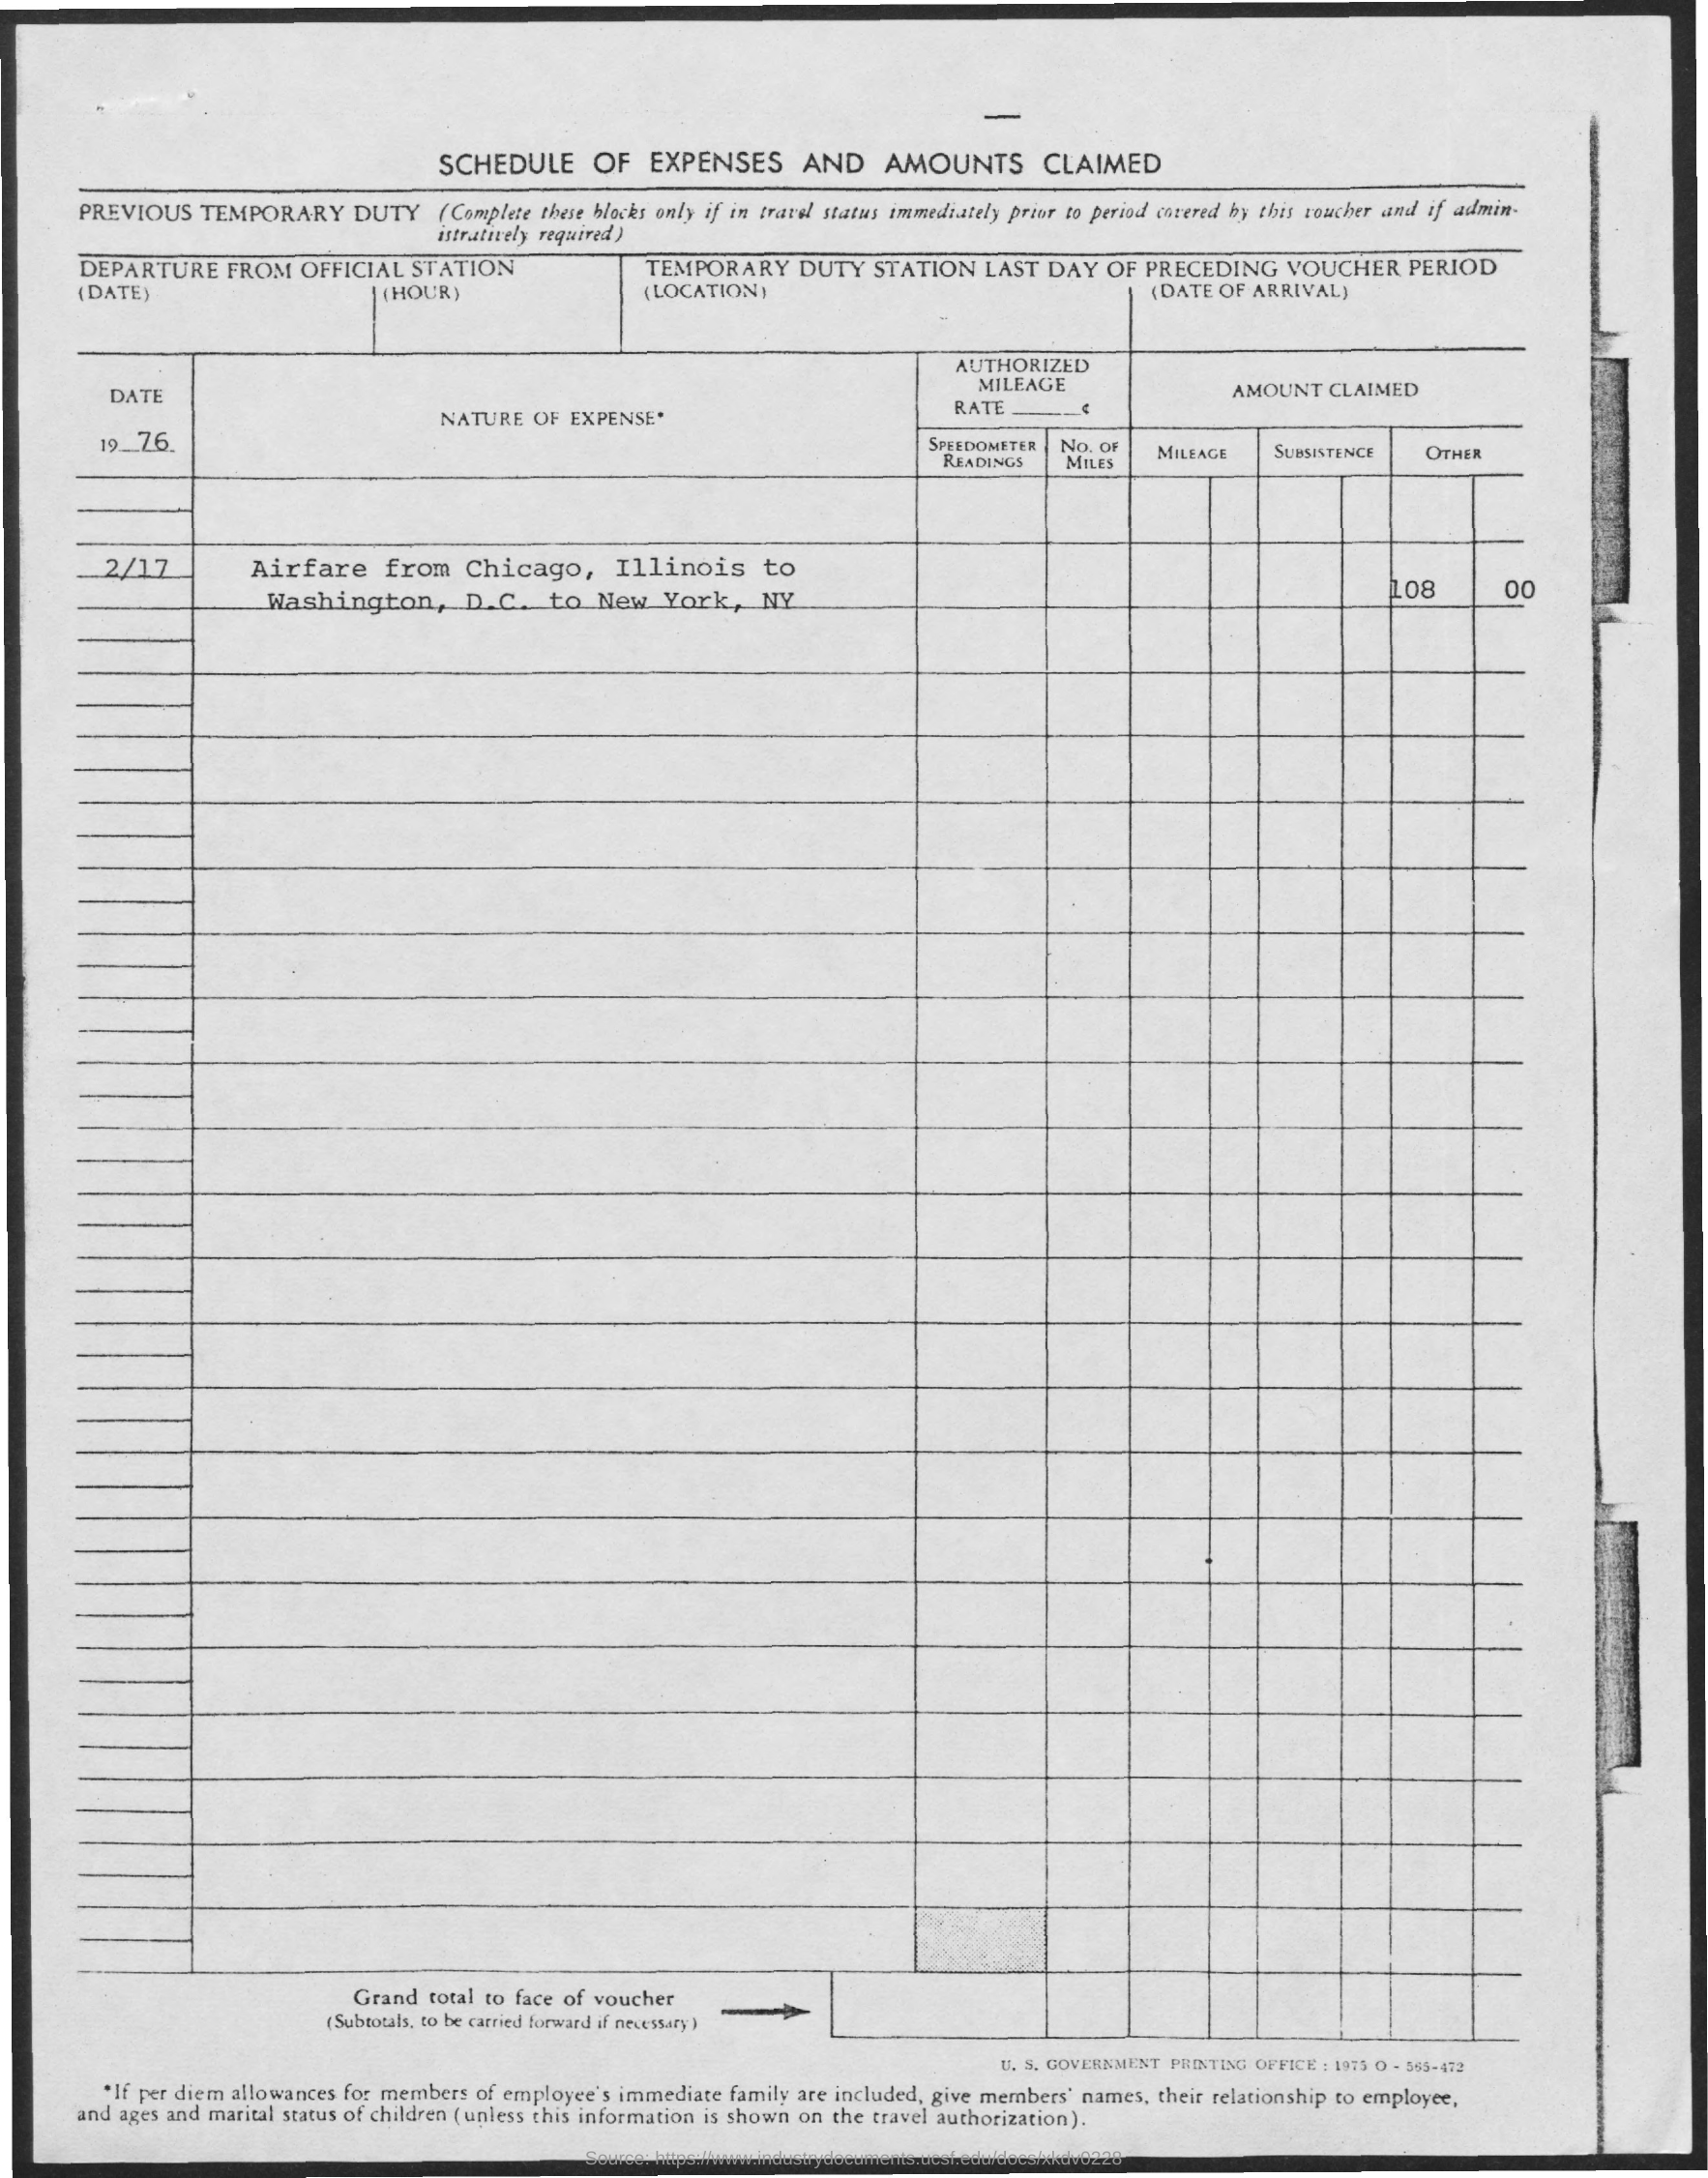 SCHEDULE OF EXPENSES AND AMOUNTS CLAIMED
PREVIOUS TEMPORARY DUTY (Complete these blocks only if in travel status immediately prior to period covered by this voucher and if admin-
istratively required)
DEPARTURE FROM OFFICIAL STATION
(DATE)
(HOUR)
TEMPORARY DUTY STATION LAST DAY OF PRECEDING VOUCHER PERIOD
(LOCATION)
(DATE OF ARRIVAL)
DATE
19 76
NATURE OF EXPENSE*
AUTHORIZED
MILEAGE
RATE ______¢
AMOUNT CLAIMED
SPEEDOMETER
READINGS
NO. OF
MILES
MILEAGE
SUBSISTENCE
OTHER
2/17
Airfare from Chicago, Illinois to
Washington, D.C. to New York, NY
108 00
Grand total to face of voucher
(Subtotals, to be carried forward if necessary)
U. S. GOVERNMENT PRINTING OFFICE : 1975 O - 565-472
*If per diem allowances for members of employee's immediate family are included, give members' names, their relationship to employee,
and ages and marital status of children (unless this information is shown on the travel authorization).
Source: https://www.industrydocuments.ucsf.edu/docs/xkdv0228